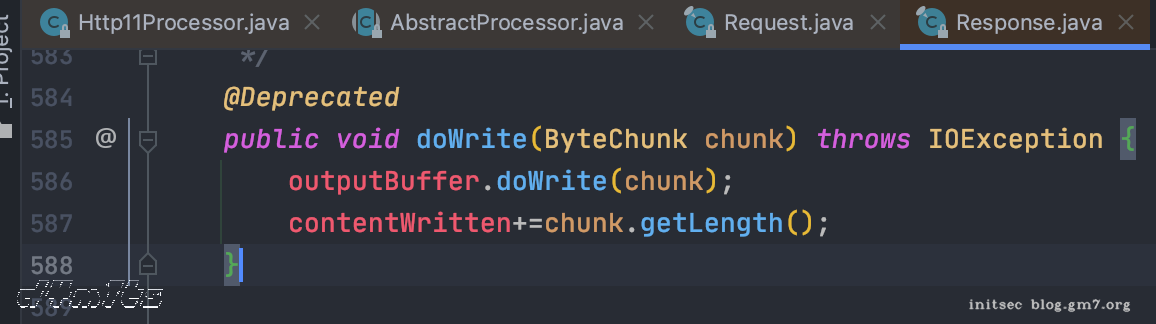 1: Project
Http11Processor.java
AbstractProcessor.java
Request.java
Response.java
583 */
584 @Deprecated
585 @ public void doWrite(ByteChunk chunk) throws IOException {
586 outputBuffer.doWrite(chunk);
587 contentWritten+=chunk.getLength();
588 }
589
initsec blog.gm7.org